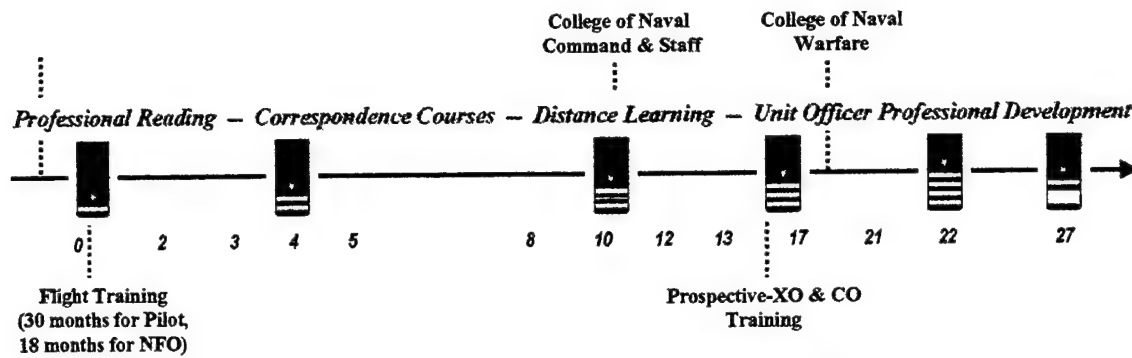 College of Naval
Command & Staff
College of Naval
Warfare
Professional Reading – Correspondence Courses – Distance Learning – Unit Officer Professional Development
0 2 3 4 5 8 10 12 13 17 21 22 27
Flight Training
(30 months for Pilot,
18 months for NFO)
Prospective-XO & CO
Training